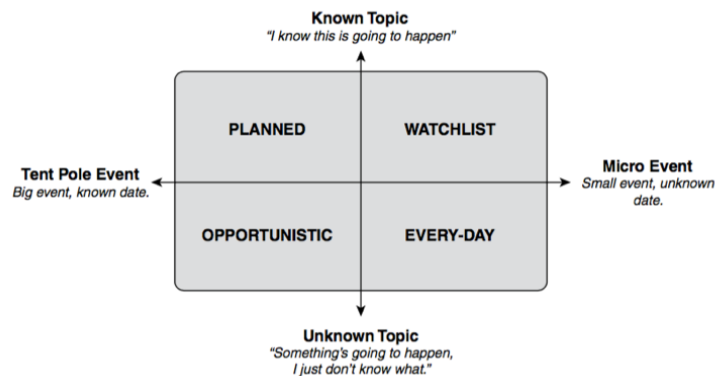 Known Topic
"I know this is going to happen"
PLANNED
WATCHLIST
Tent Pole Event
Big event, known date.
Micro Event
Small event, unknown
date.
OPPORTUNISTIC
EVERY-DAY
Unknown Topic
"Something's going to happen,
I just don't know what."